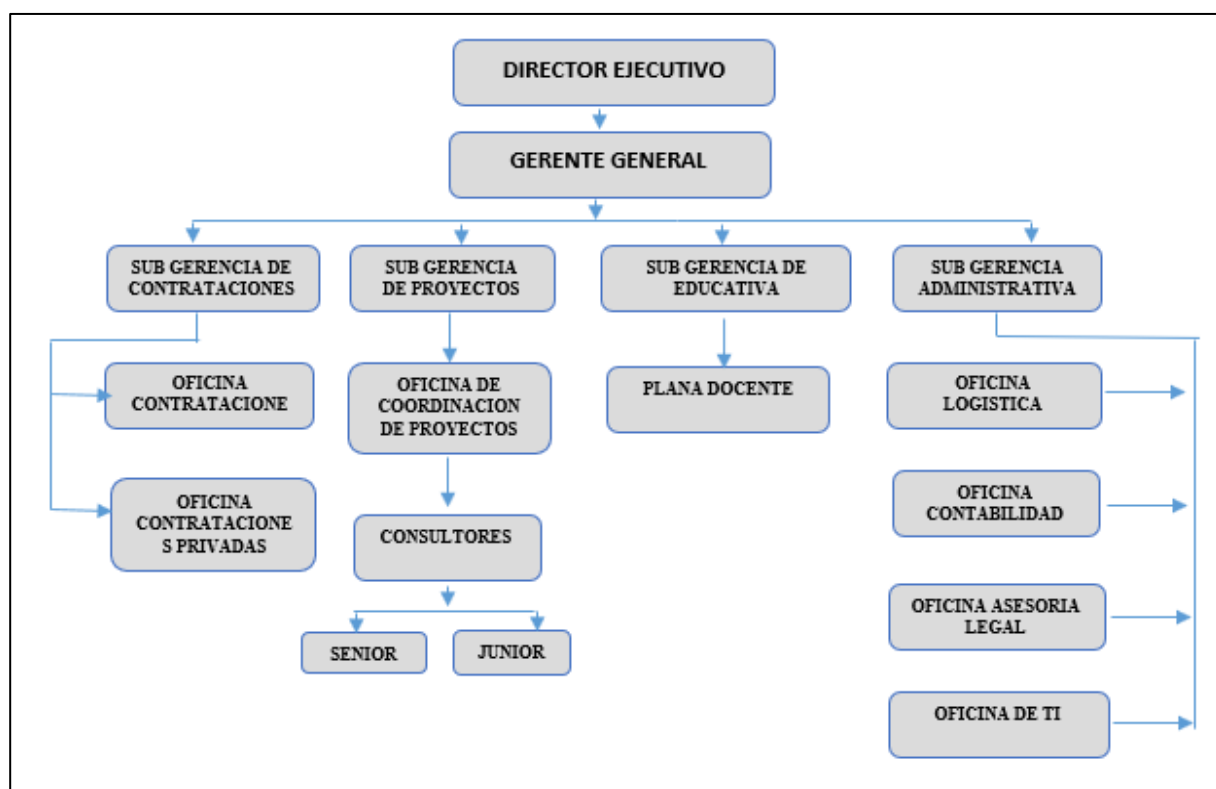 DIRECTOR EJECUTIVO
GERENTE GENERAL
SUB GERENCIA DE
CONTRATACIONES
SUB GERENCIA
DE PROYECTOS
SUB GERENCIA DE
EDUCATIVA
SUB GERENCIA
ADMINISTRATIVA
OFICINA
CONTRATACIONE
OFICINA DE
COORDINACION
DE PROYECTOS
PLANA DOCENTE
OFICINA
LOGISTICA
OFICINA
CONTRATACIONE
S PRIVADAS
CONSULTORES
OFICINA
CONTABILIDAD
SENIOR
JUNIOR
OFICINA ASESORIA
LEGAL
OFICINA DE TI